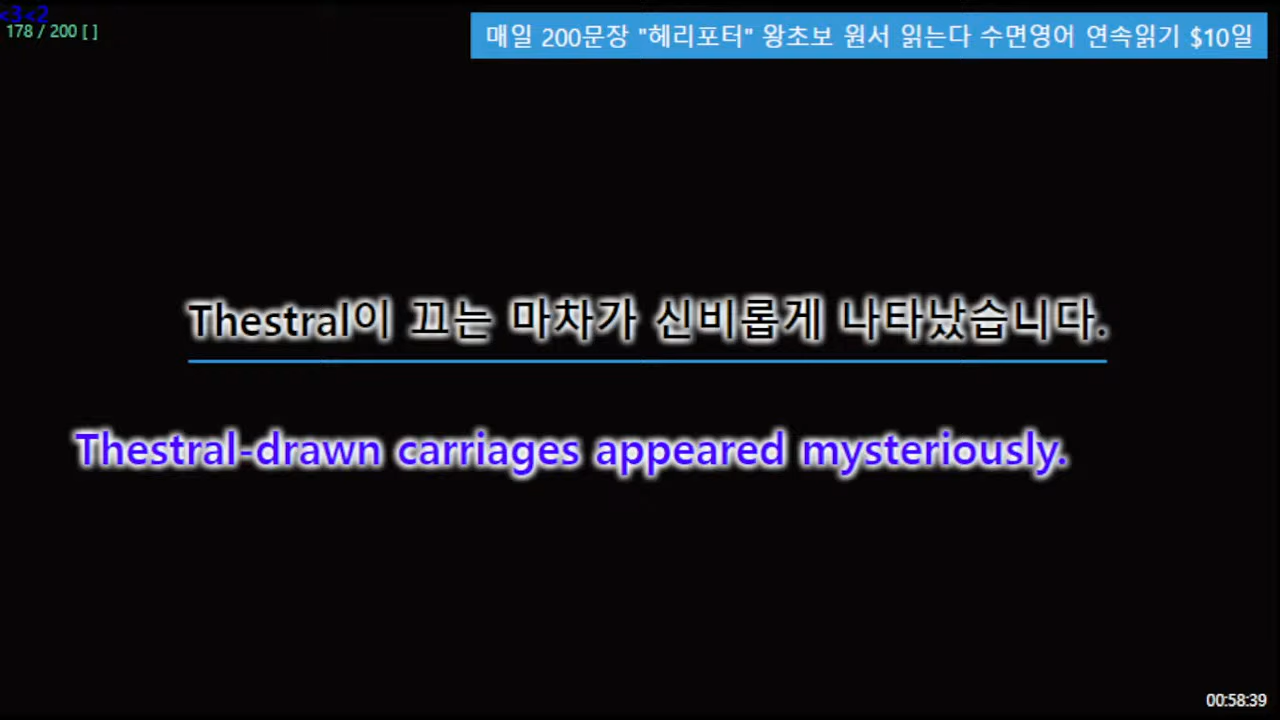 <3<2
178 / 200 [ ]
매일 200문장 "헤리포터" 왕초보 원서 읽는다 수면영어 연속읽기 $10일
Thestral이 끄는 마차가 신비롭게 나타났습니다.
Thestral-drawn carriages appeared mysteriously.
00:58:39